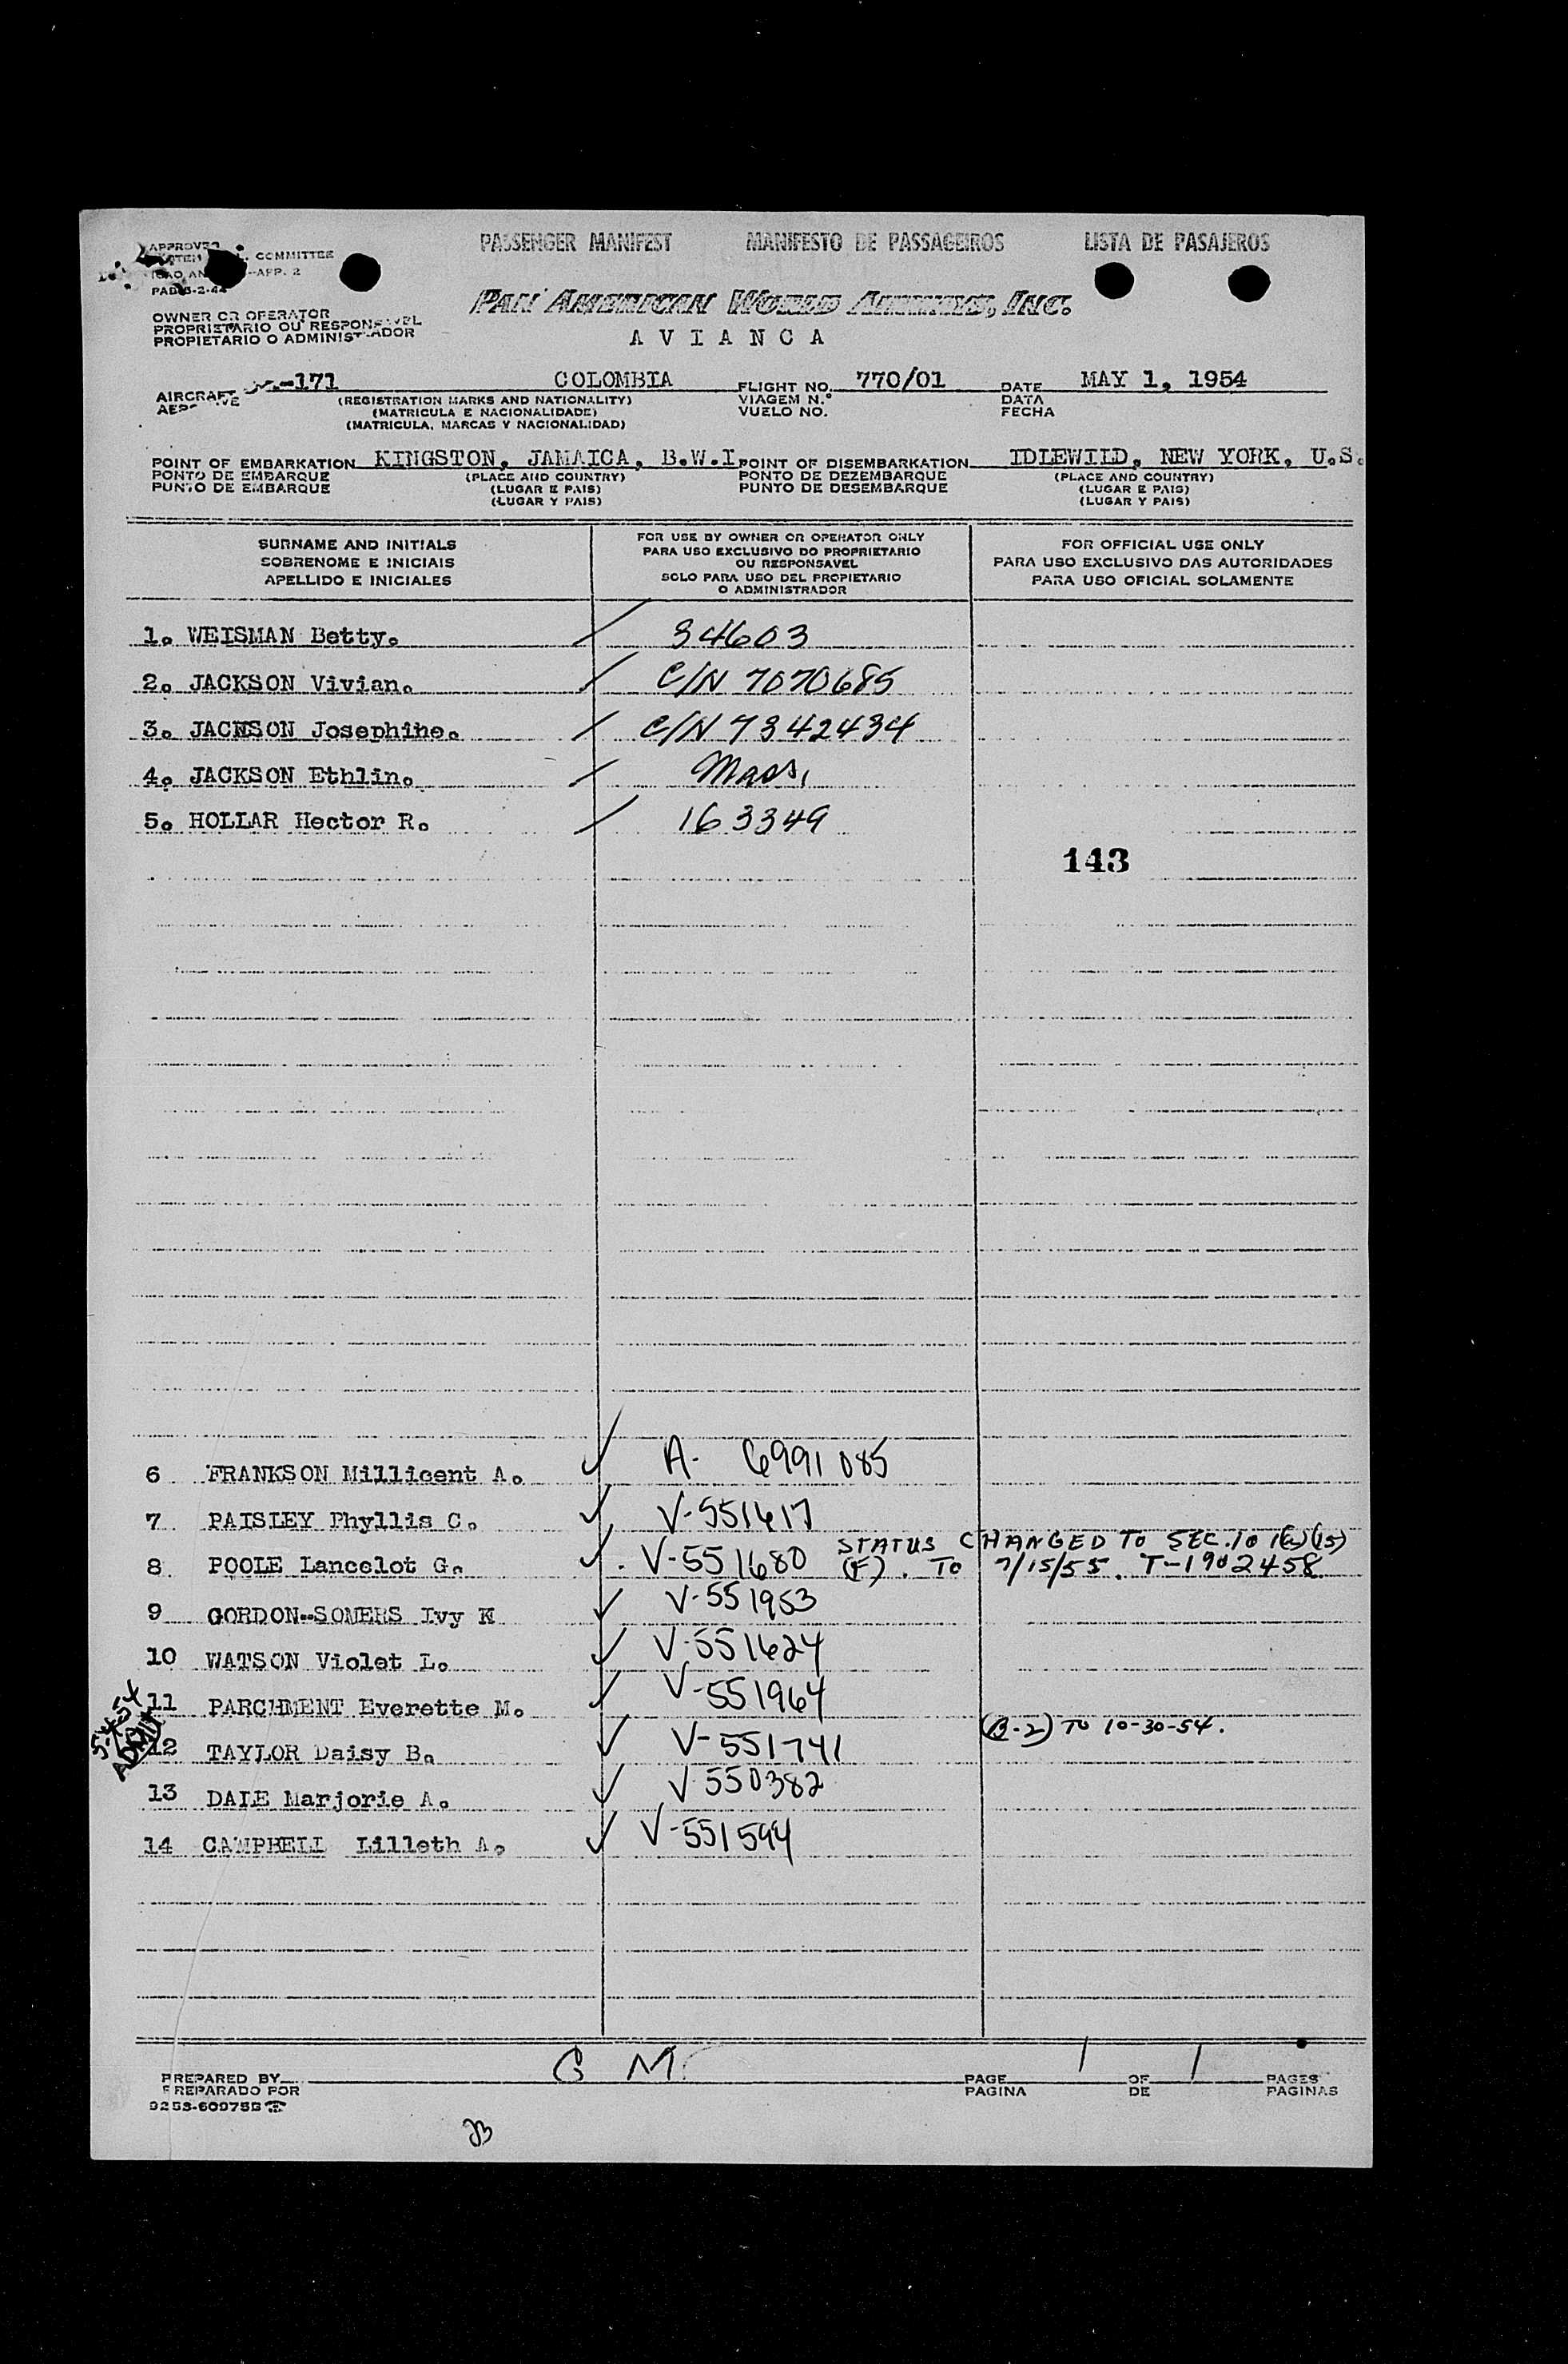 PASSENGER MANIFEST MANIFESTO DE PASSAGEIROS LISTA DE PASAJEROS
APPROVED
COMMITTEE
APP. 2
PAN AMERICAN WORLD AIRWAYS, INC.
AVIANCA
OWNER OR OPERATOR
PROPRIETARIO OU RESPONSAVEL
PROPIETARIO O ADMINISTRADOR
AIRCRAFT -171 COLOMBIA FLIGHT NO. 770/01 DATE MAY 1, 1954
(REGISTRATION MARKS AND NATIONALITY) VIAGEM N.º DATA
(MATRICULA E NACIONALIDADE) VUELO NO. FECHA
(MATRICULA, MARCAS Y NACIONALIDAD)
POINT OF EMBARKATION KINGSTON, JAMAICA, B.W.I. POINT OF DISEMBARKATION IDLEWILD, NEW YORK, U.S.
PONTO DE EMBARQUE (PLACE AND COUNTRY) PONTO DE DEZEMBARQUE (PLACE AND COUNTRY)
PUNTO DE EMBARQUE (LUGAR E PAIS) PUNTO DE DESEMBARQUE (LUGAR E PAIS)
(LUGAR Y PAIS) (LUGAR Y PAIS)
SURNAME AND INITIALS
SOBRENOME E INICIAIS
APELLIDO E INICIALES
FOR USE BY OWNER OR OPERATOR ONLY
PARA USO EXCLUSIVO DO PROPRIETARIO
OU RESPONSAVEL
SOLO PARA USO DEL PROPIETARIO
O ADMINISTRADOR
FOR OFFICIAL USE ONLY
PARA USO EXCLUSIVO DAS AUTORIDADES
PARA USO OFICIAL SOLAMENTE
1. WEISMAN Betty. 34603
2. JACKSON Vivian. C/N 7070685
3. JACKSON Josephine. C/N 7342434
4. JACKSON Ethlin. Mass.
5. HOLLAR Hector R. 163349
143
6 FRANKSON Millicent A. A- 6991085
7 PAISLEY Phyllis C. V-551617
8 POOLE Lancelot G. V-551680 STATUS CHANGED TO SEC. 101(a)(15)
(F). TO 7/15/55. T-1902458
9 GORDON-SOMERS Ivy E V-551953
10 WATSON Violet L. V-551624
11 PARCHMENT Everette M. V-551964
5-4-54
ADMIT
12 TAYLOR Daisy B. V-551741 (B-2) TO 10-30-54.
13 DALE Marjorie A. V-550382
14 CAMPBELL Lilleth A. V-551594
PREPARED BY G M PAGE 1 OF 1 PAGES
PREPARADO POR PAGINA DE PAGINAS